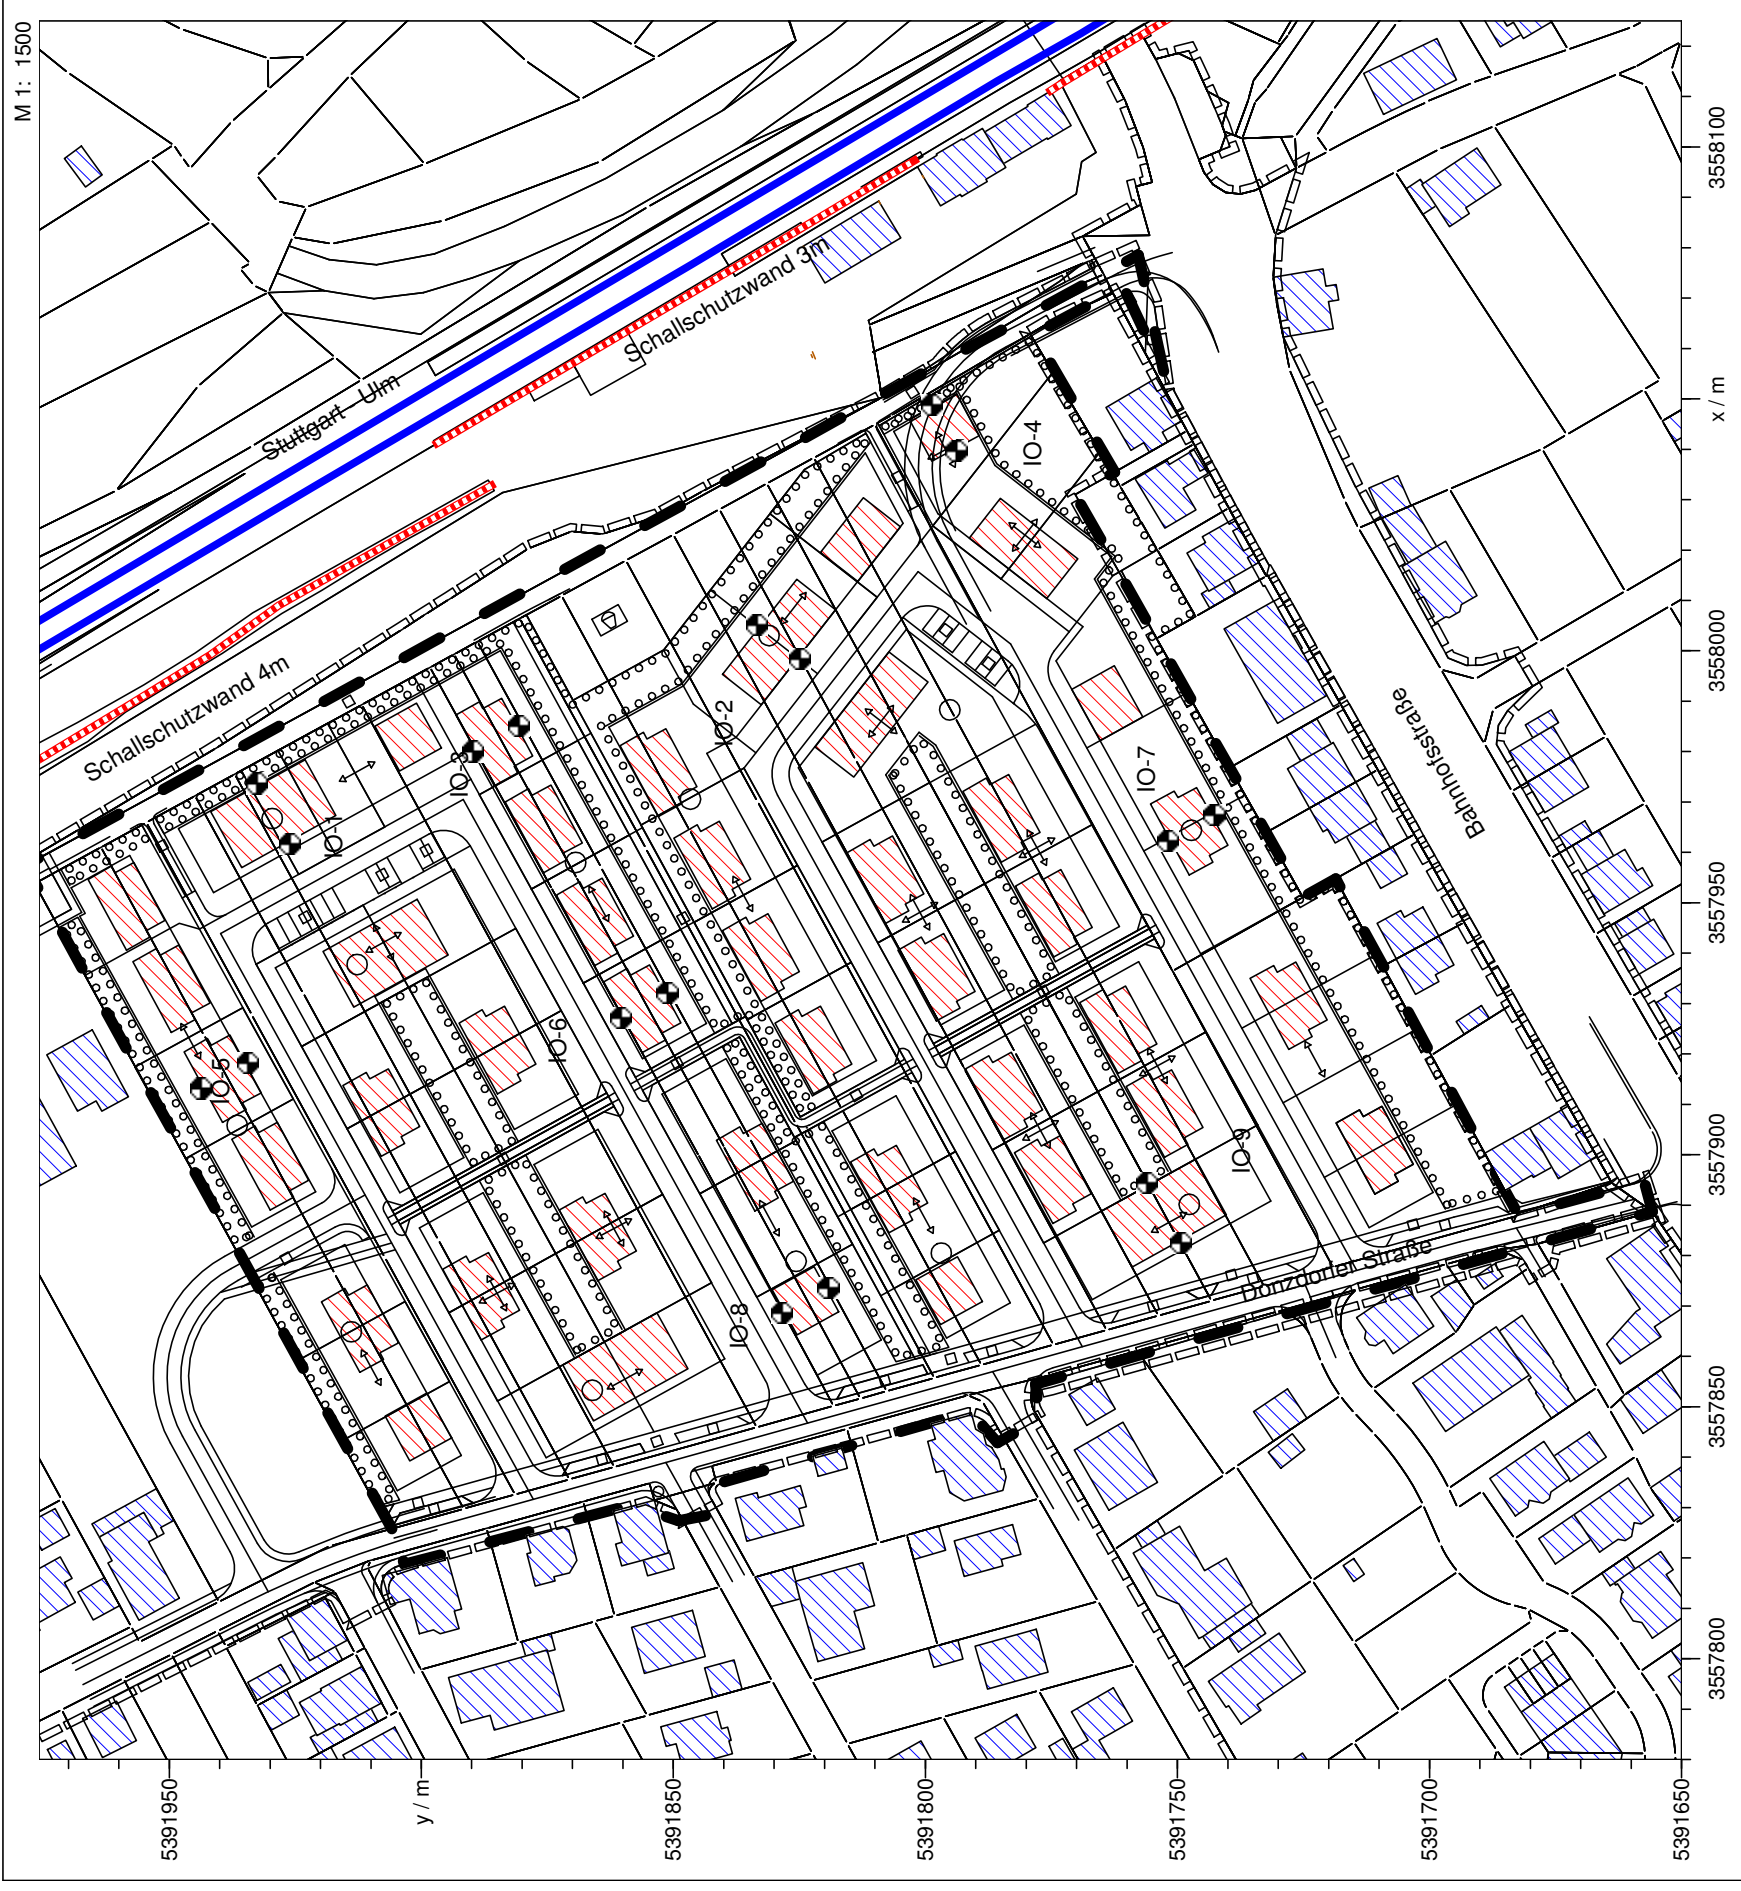 M 1: 1500
Stuttgart - Ulm
Schallschutzwand 3m
Schallschutzwand 4m
IO-1
IO-2
IO-3
IO-4
IO-5
IO-6
IO-7
IO-8
IO-9
Bahnhofsstraße
Donzdorfer Straße
x / m
3558100
3558000
3557950
3557900
3557850
3557800
y / m
5391950
5391850
5391800
5391750
5391700
5391650